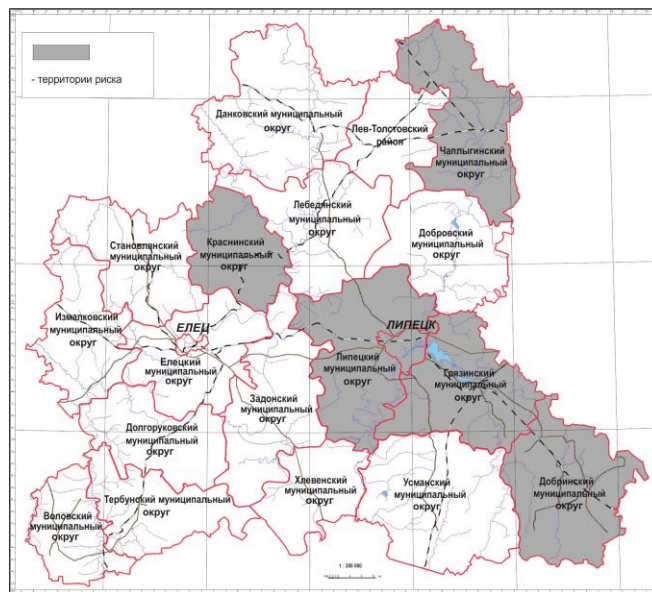 - территории риска
Данковский муниципальный
округ
Лев-Толстовский
район
Чаплыгинский
муниципальный
округ
Лебедянский
муниципальный
округ
Добровский
муниципальный
округ
Становлянский
муниципальный
округ
Краснинский
муниципальный
округ
Измалковский
муниципальный
округ
ЕЛЕЦ
Елецкий
муниципальный
округ
ЛИПЕЦК
Липецкий
муниципальный
округ
Грязинский
муниципальный
округ
Задонский
муниципальный
округ
Долгоруковский
муниципальный
округ
Хлевенский
муниципальный
округ
Усманский
муниципальный
округ
Добринский
муниципальный
округ
Воловский
муниципальный
округ
Тербунский муниципальный
округ